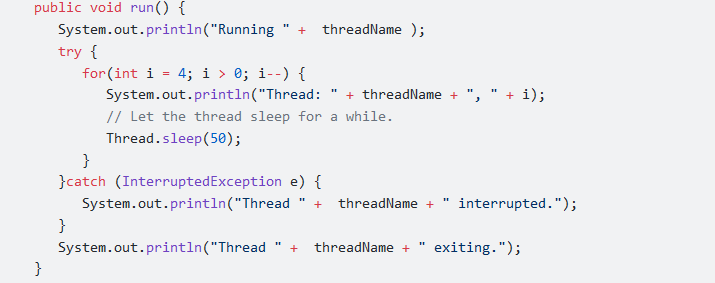 public void run() {
System.out.println("Running " +  threadName );
try {
for(int i = 4; i > 0; i--) {
System.out.println("Thread: " + threadName + ", " + i);
// Let the thread sleep for a while.
Thread.sleep(50);
}
}catch (InterruptedException e) {
System.out.println("Thread " +  threadName + " interrupted.");
}
System.out.println("Thread " +  threadName + " exiting.");
}